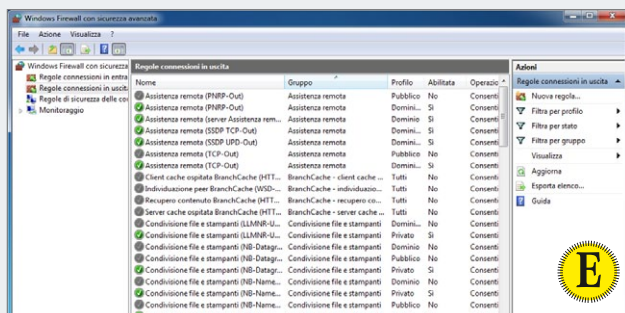 Windows Firewall con sicurezza avanzata
File Azione Visualizza ?
Windows Firewall con sicurezza
Regole connessioni in entra
Regole connessioni in uscit
Regole di sicurezza delle co
Monitoraggio
Regole connessioni in uscita
Nome Gruppo Profilo Abilitata Operazio
Assistenza remota (PNRP-Out) Assistenza remota Pubblico No Consenti
Assistenza remota (PNRP-Out) Assistenza remota Domini... Sì Consenti
Assistenza remota (server Assistenza rem... Assistenza remota Dominio Sì Consenti
Assistenza remota (SSDP TCP-Out) Assistenza remota Domini... Sì Consenti
Assistenza remota (SSDP UPD-Out) Assistenza remota Domini... Sì Consenti
Assistenza remota (TCP-Out) Assistenza remota Pubblico No Consenti
Assistenza remota (TCP-Out) Assistenza remota Domini... Sì Consenti
Client cache ospitata BranchCache (HTT... BranchCache - client cache ... Tutti No Consenti
Individuazione peer BranchCache (WSD-... BranchCache - individuazio... Tutti No Consenti
Recupero contenuto BranchCache (HTT... BranchCache - recupero co... Tutti No Consenti
Server cache ospitata BranchCache (HTT... BranchCache - server cache ... Tutti No Consenti
Condivisione file e stampanti (LLMNR-U... Condivisione file e stampanti Domini... No Consenti
Condivisione file e stampanti (LLMNR-U... Condivisione file e stampanti Privato Sì Consenti
Condivisione file e stampanti (NB-Datagr... Condivisione file e stampanti Dominio No Consenti
Condivisione file e stampanti (NB-Datagr... Condivisione file e stampanti Pubblico No Consenti
Condivisione file e stampanti (NB-Datagr... Condivisione file e stampanti Privato Sì Consenti
Condivisione file e stampanti (NB-Name... Condivisione file e stampanti Dominio No Consenti
Condivisione file e stampanti (NB-Name... Condivisione file e stampanti Privato Sì Consenti
Condivisione file e stampanti (NB-Name... Condivisione file e stampanti Pubblico No Consenti
Azioni
Regole connessioni in uscita
Nuova regola...
Filtra per profilo
Filtra per stato
Filtra per gruppo
Visualizza
Aggiorna
Esporta elenco...
Guida
E